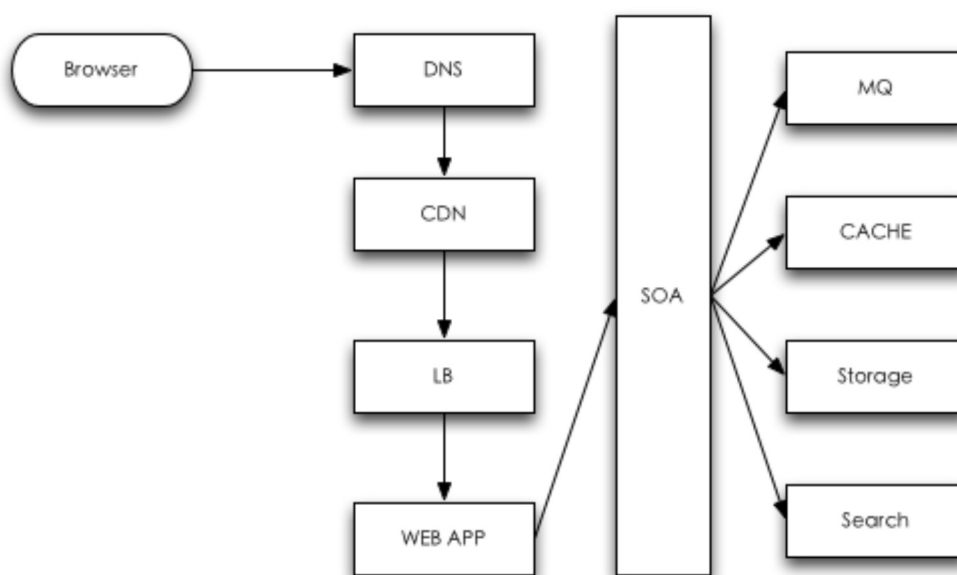 Browser
DNS
CDN
LB
WEB APP
SOA
MQ
CACHE
Storage
Search